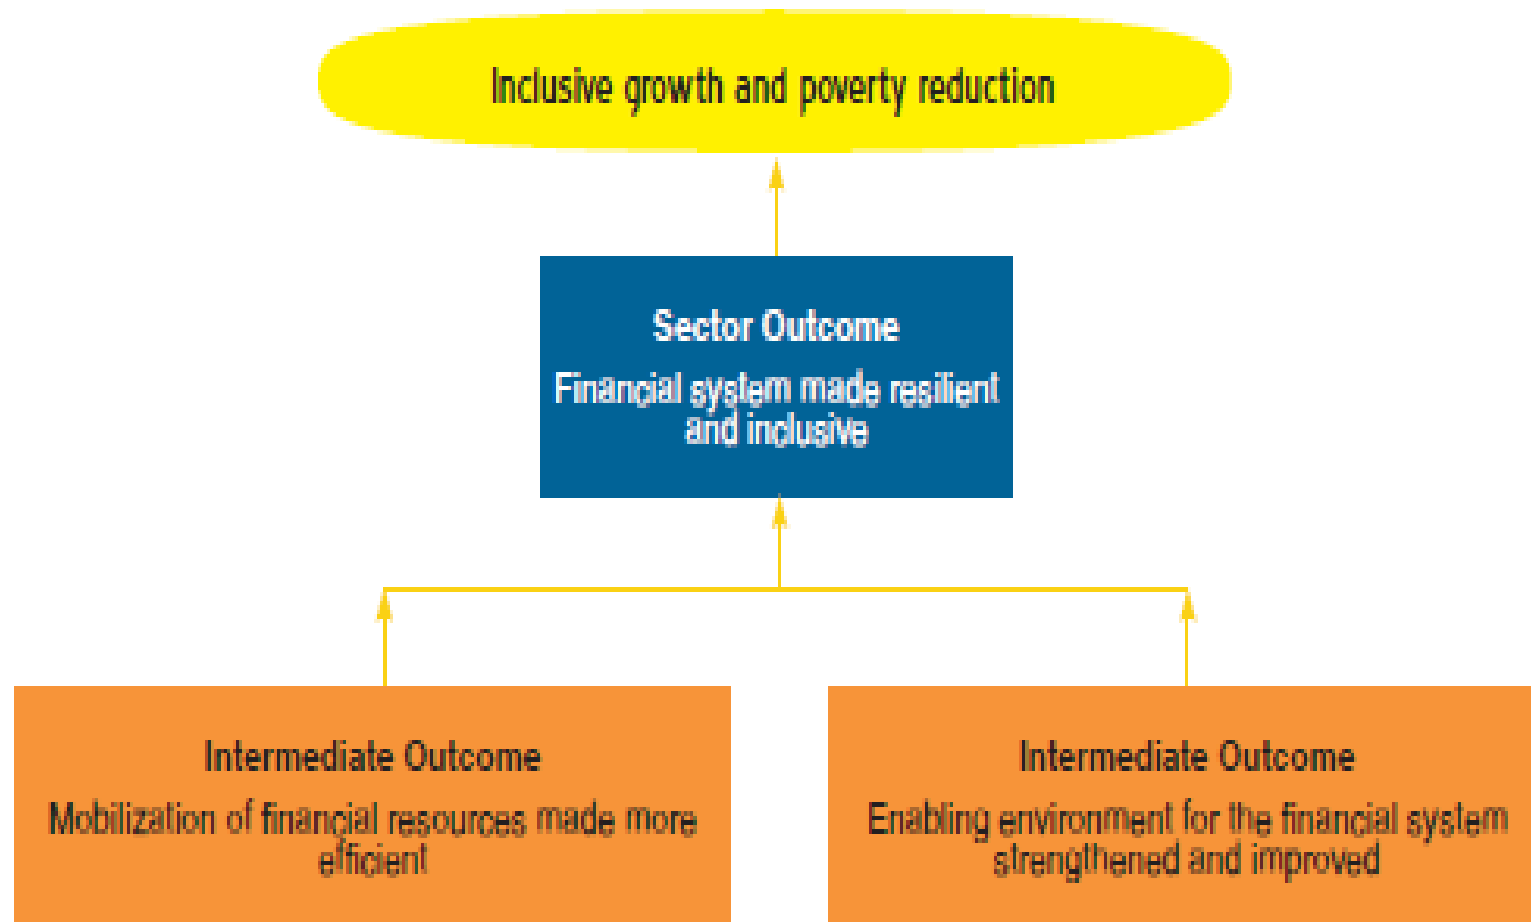 Inclusive growth and poverty reduction
Sector Outcome
Financial system made resilient
and inclusive
Intermediate Outcome
Mobilization of financial resources made more
efficient
Intermediate Outcome
Enabling environment for the financial system
strengthened and improved